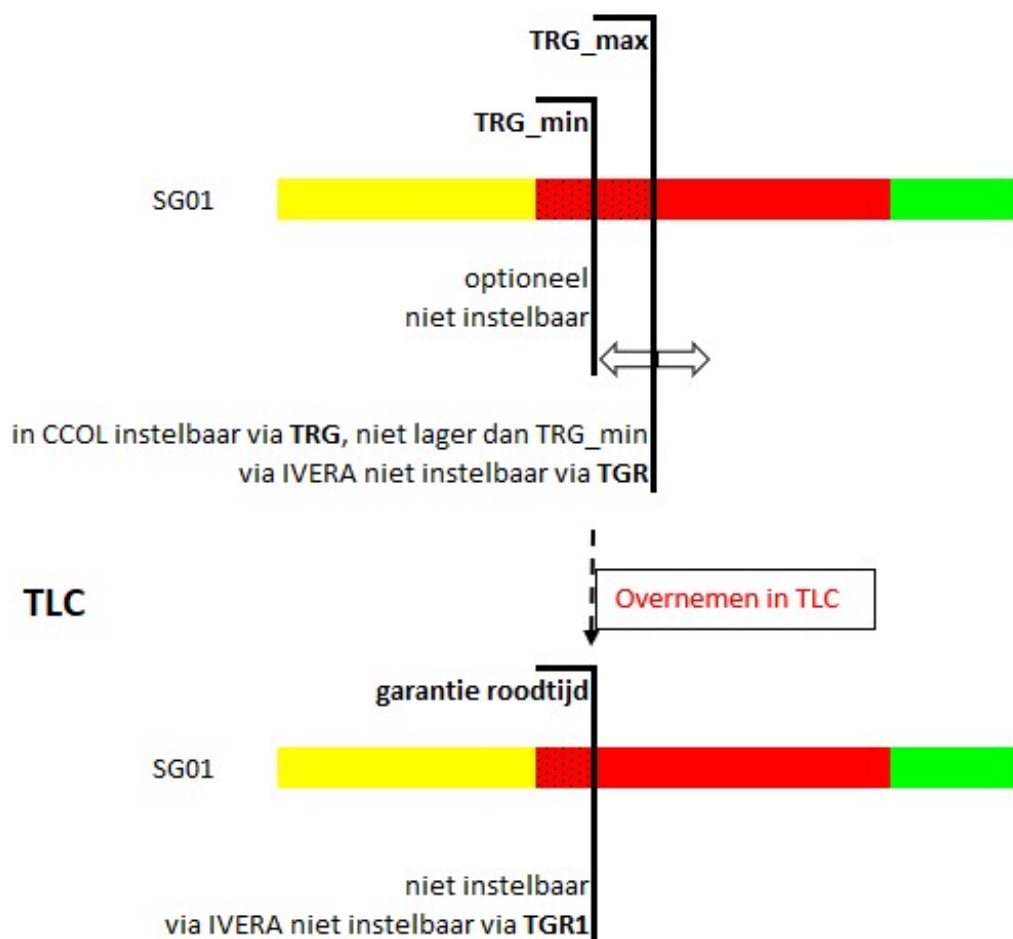 TRG_max
TRG_min
SG01
optioneel
niet instelbaar
in CCOL instelbaar via TRG, niet lager dan TRG_min
via IVERA niet instelbaar via TGR
TLC
Overnemen in TLC
garantie roodtijd
SG01
niet instelbaar
via IVERA niet instelbaar via TGR1